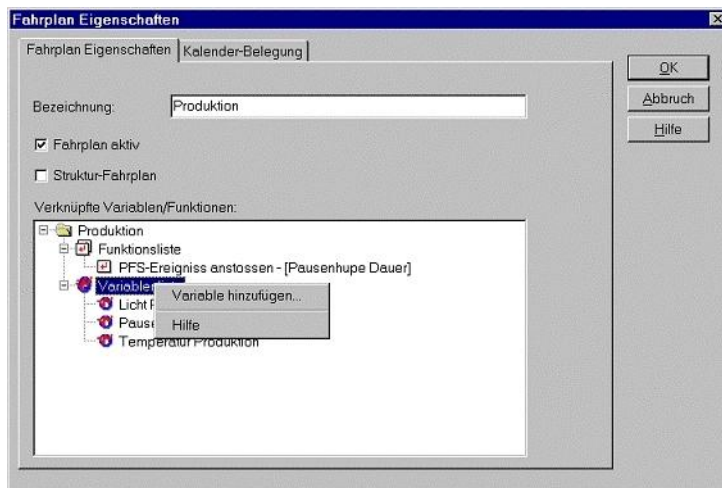 Fahrplan Eigenschaften
Fahrplan Eigenschaften Kalender-Belegung
OK
Abbruch
Hilfe
Bezeichnung: Produktion
Fahrplan aktiv
Struktur-Fahrplan
Verknüpfte Variablen/Funktionen:
Produktion
Funktionsliste
PFS-Ereigniss anstossen - [Pausenhupe Dauer]
Variable hinzufügen...
Licht
Hilfe
Temperatur Produktion